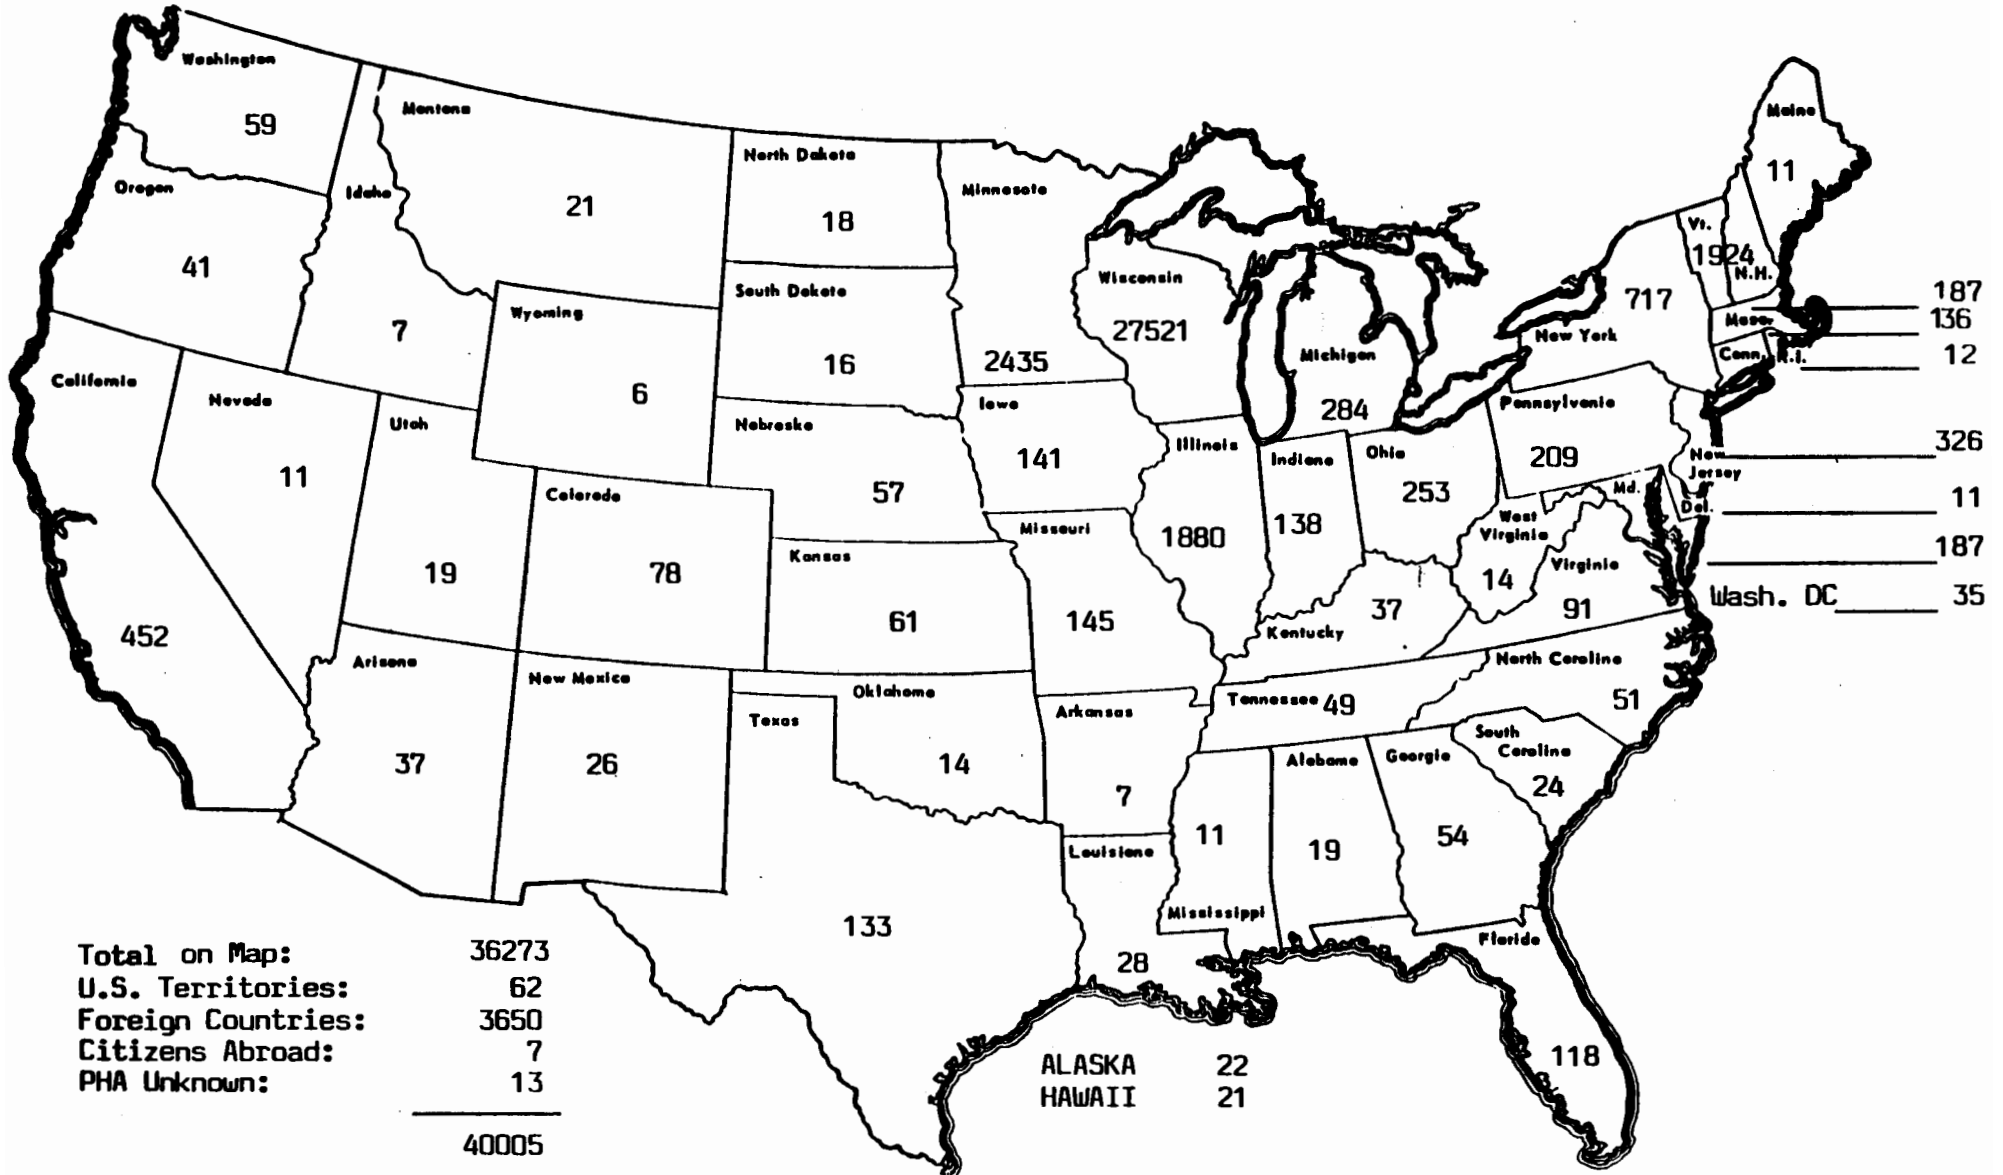 Washington
59
Oregon
41
Idaho
7
Montana
21
North Dakota
18
South Dakota
16
Minnesota
2435
Wisconsin
27521
Michigan
284
Maine
11
Vt.
19
24
N.H.
New York
717
Mass.
187
136
Conn.
R.I.
12
Wyoming
6
California
452
Nevada
11
Utah
19
Colorado
78
Nebraska
57
Iowa
141
Illinois
1880
Indiana
138
Ohio
253
Pennsylvania
209
New
Jersey
326
Md.
Del.
11
187
Wash. DC
35
West
Virginia
14
Virginia
91
Kansas
61
Missouri
145
Kentucky
37
Arizona
37
New Mexico
26
Oklahoma
14
Texas
133
Arkansas
7
Tennessee 49
North Carolina
51
South
Carolina
24
Louisiana
28
Mississippi
11
Alabama
19
Georgia
54
Florida
118
ALASKA 22
HAWAII 21
Total on Map: 36273
U.S. Territories: 62
Foreign Countries: 3650
Citizens Abroad: 7
PHA Unknown: 13
40005